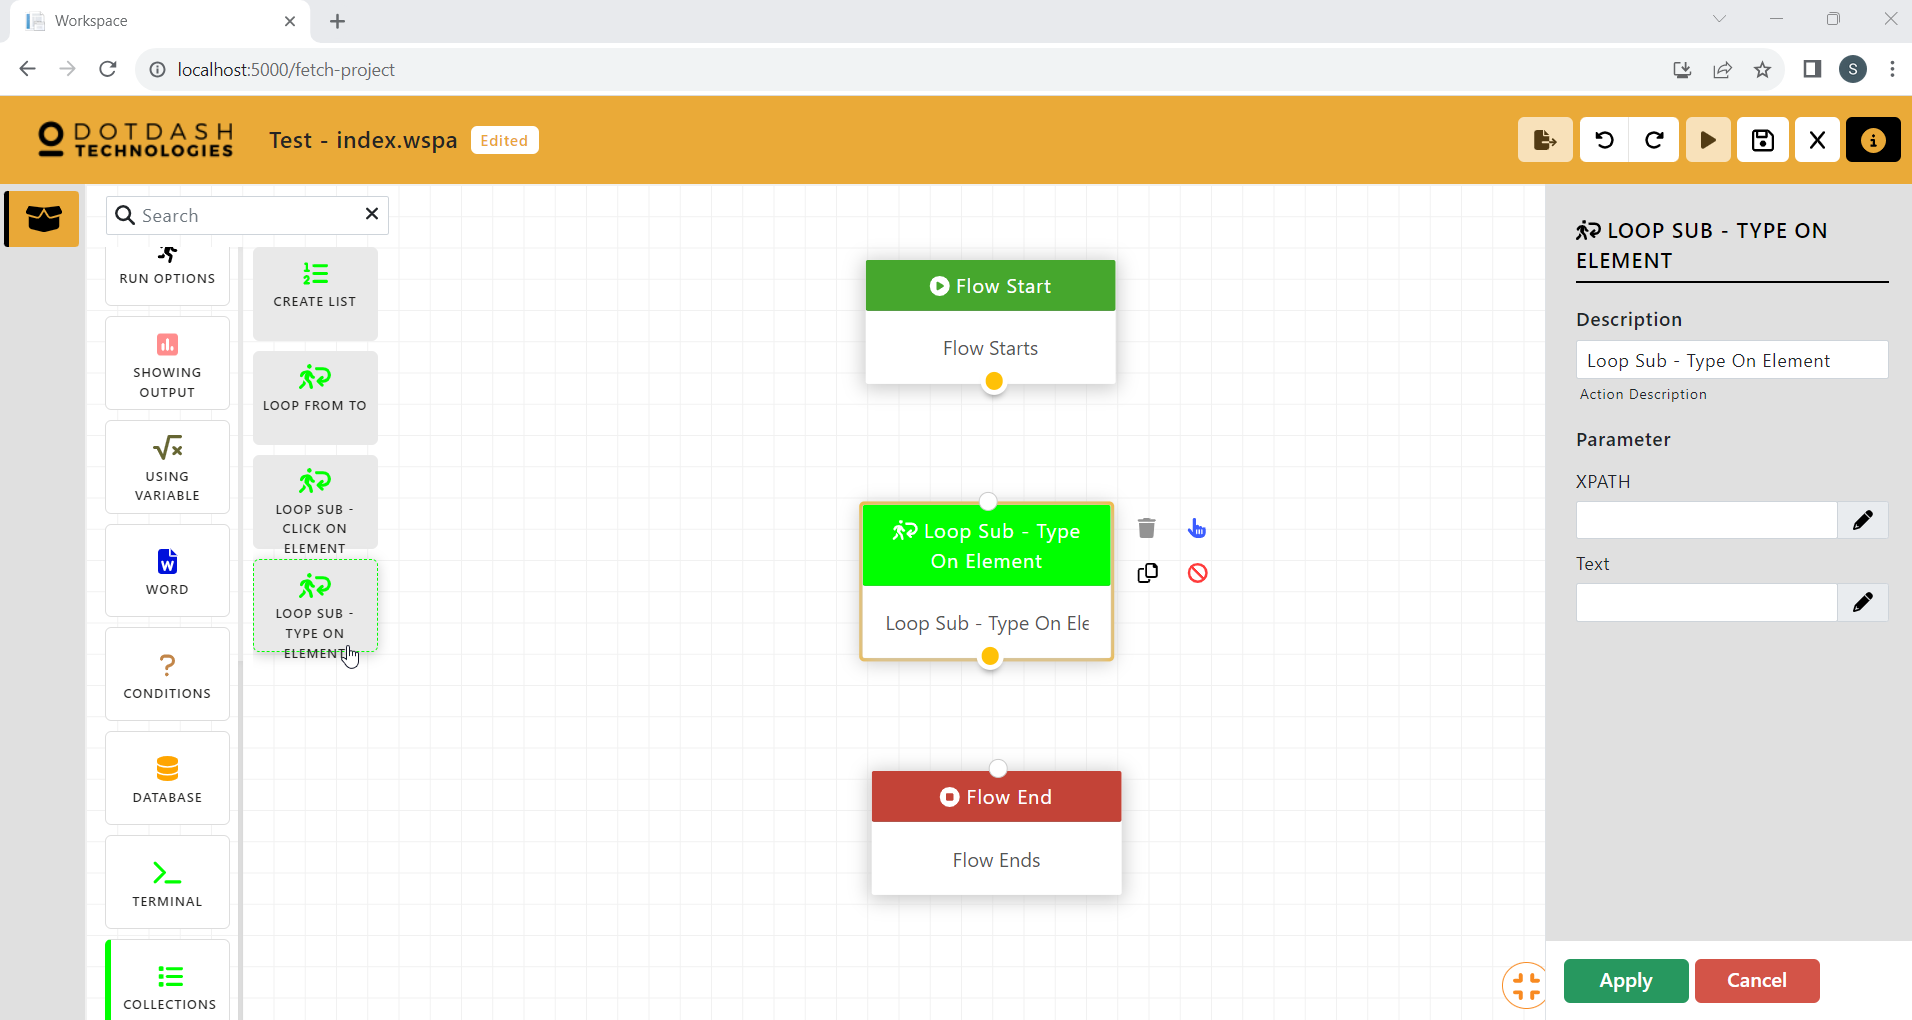 Workspace
localhost:5000/fetch-project
S
DOTDASH
TECHNOLOGIES
Test - index.wspa
Edited
Search
RUN OPTIONS
SHOWING
OUTPUT
USING
VARIABLE
WORD
CONDITIONS
DATABASE
TERMINAL
COLLECTIONS
CREATE LIST
LOOP FROM TO
LOOP SUB -
CLICK ON
ELEMENT
LOOP SUB -
TYPE ON
ELEMENT
Flow Start
Flow Starts
Loop Sub - Type
On Element
Loop Sub - Type On Ele
Flow End
Flow Ends
LOOP SUB - TYPE ON
ELEMENT
Description
Loop Sub - Type On Element
Action Description
Parameter
XPATH
Text
Apply
Cancel